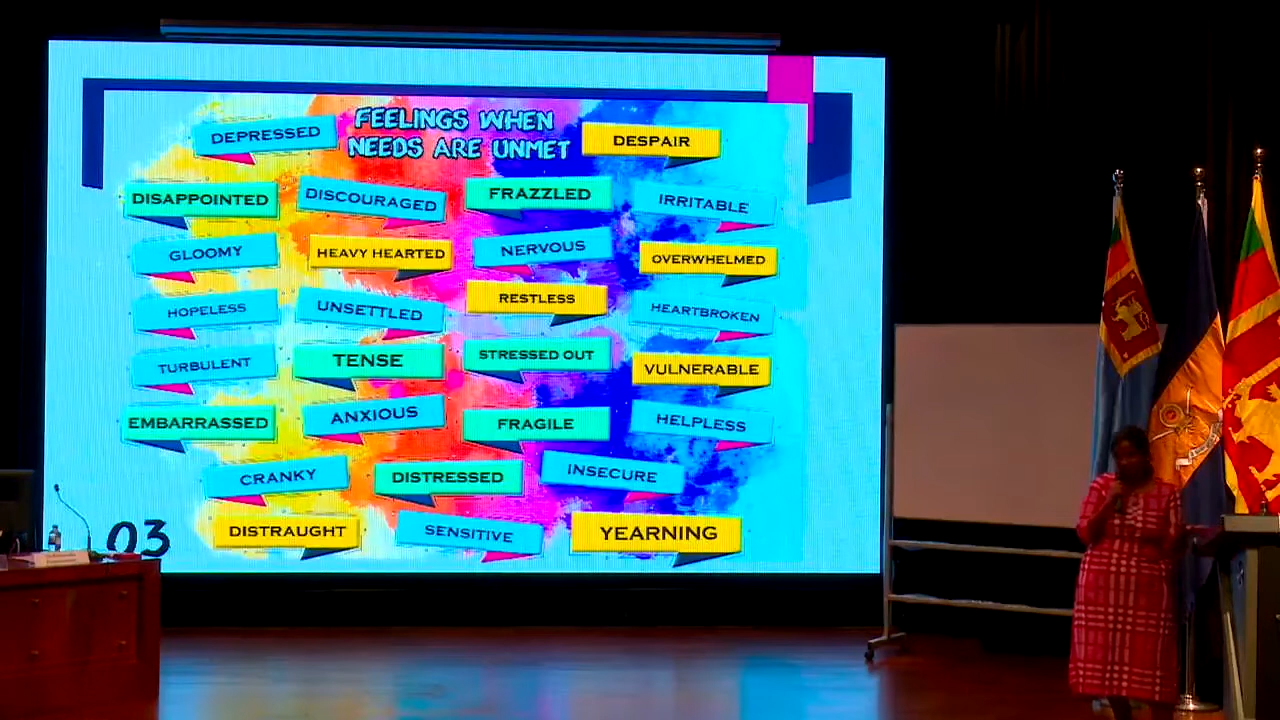 FEELINGS WHEN
NEEDS ARE UNMET
DEPRESSED
DESPAIR
DISAPPOINTED
DISCOURAGED
FRAZZLED
IRRITABLE
GLOOMY
HEAVY HEARTED
NERVOUS
OVERWHELMED
HOPELESS
UNSETTLED
RESTLESS
HEARTBROKEN
TURBULENT
TENSE
STRESSED OUT
VULNERABLE
EMBARRASSED
ANXIOUS
FRAGILE
HELPLESS
CRANKY
DISTRESSED
INSECURE
DISTRAUGHT
SENSITIVE
YEARNING
03